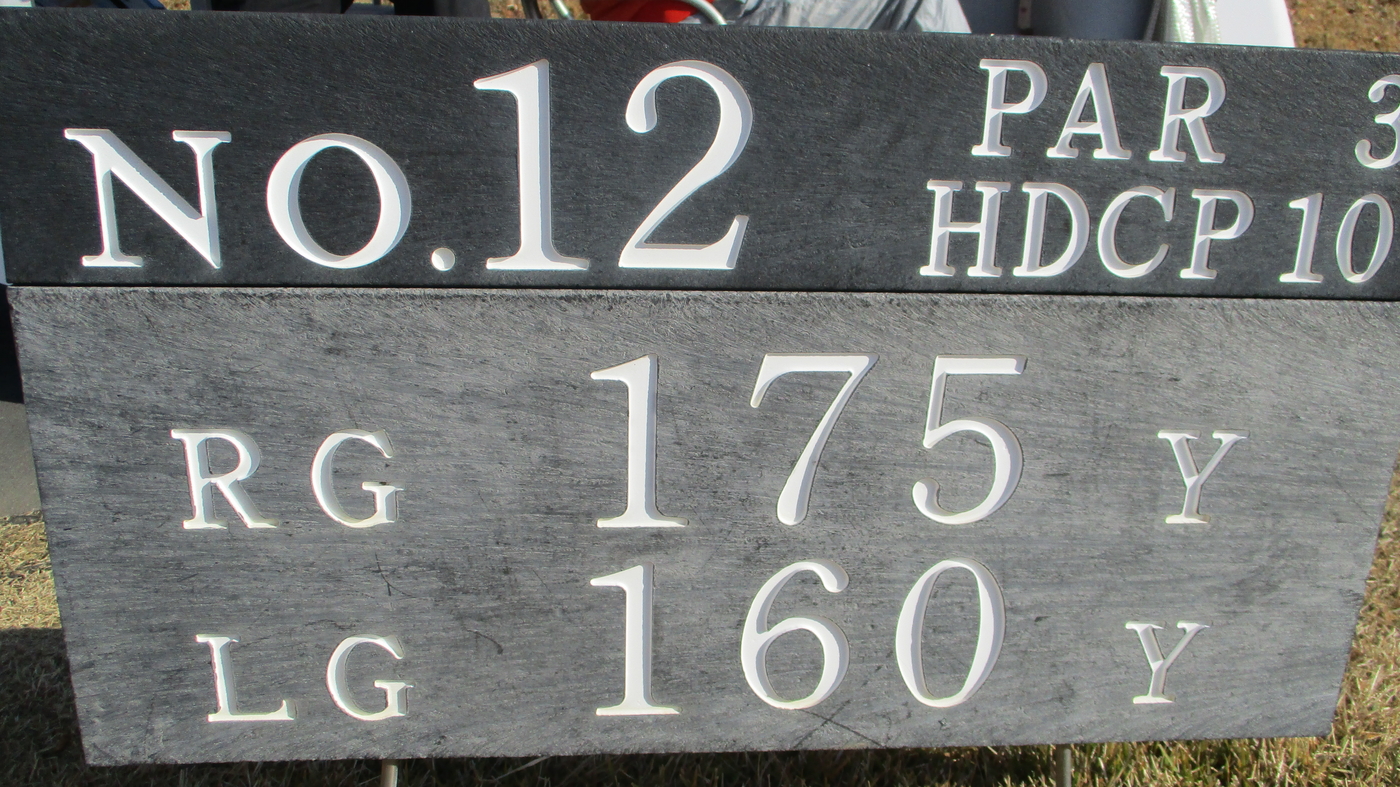 NO.12
PAR 3
HDCP 10
RG 175 Y
LG 160 Y